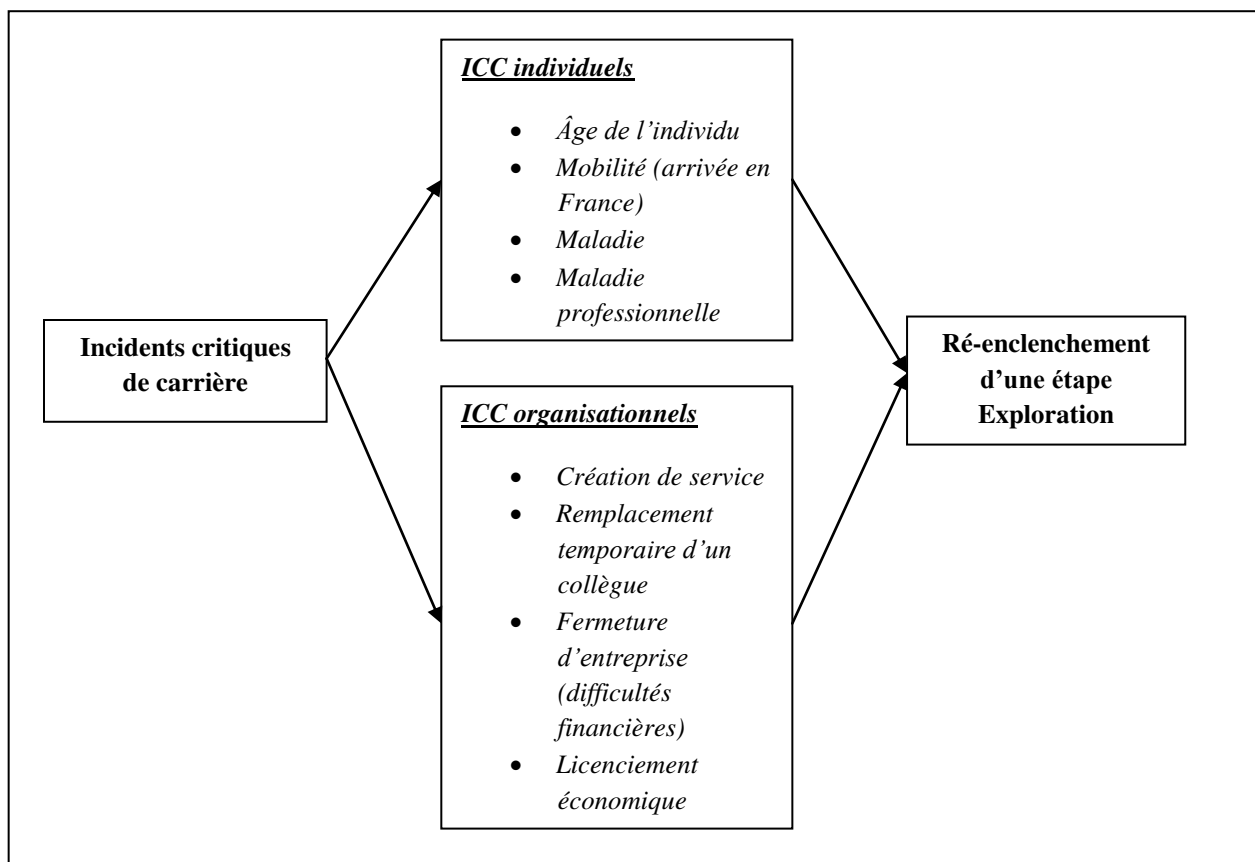 Incidents critiques
de carrière
ICC individuels
• Âge de l’individu
• Mobilité (arrivée en
France)
• Maladie
• Maladie
professionnelle
ICC organisationnels
• Création de service
• Remplacement
temporaire d’un
collègue
• Fermeture
d’entreprise
(difficultés
financières)
• Licenciement
économique
Ré-enclenchement
d’une étape
Exploration